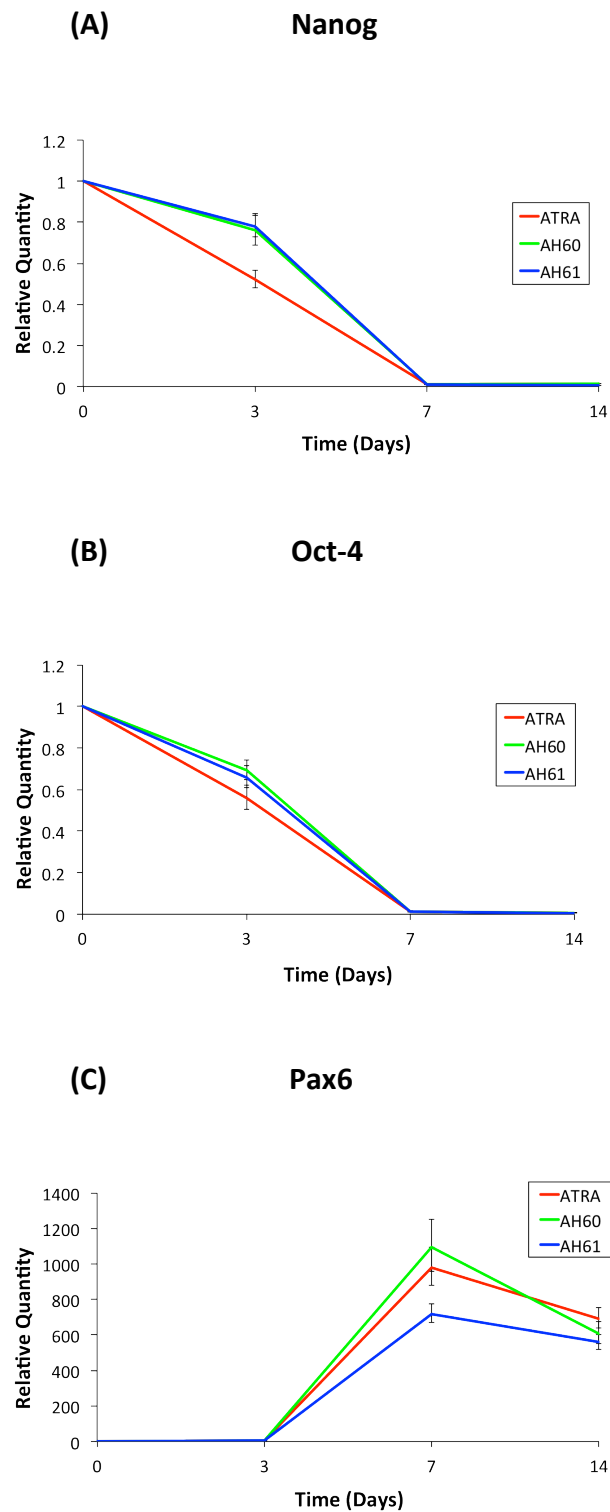 (A) Nanog
1.2
1
0.8
0.6
0.4
0.2
0
Relative Quantity
0 3 7 14
Time (Days)
ATRA
AH60
AH61
(B) Oct-4
1.2
1
0.8
0.6
0.4
0.2
0
Relative Quantity
0 3 7 14
Time (Days)
ATRA
AH60
AH61
(C) Pax6
1400
1200
1000
800
600
400
200
0
Relative Quantity
0 3 7 14
Time (Days)
ATRA
AH60
AH61